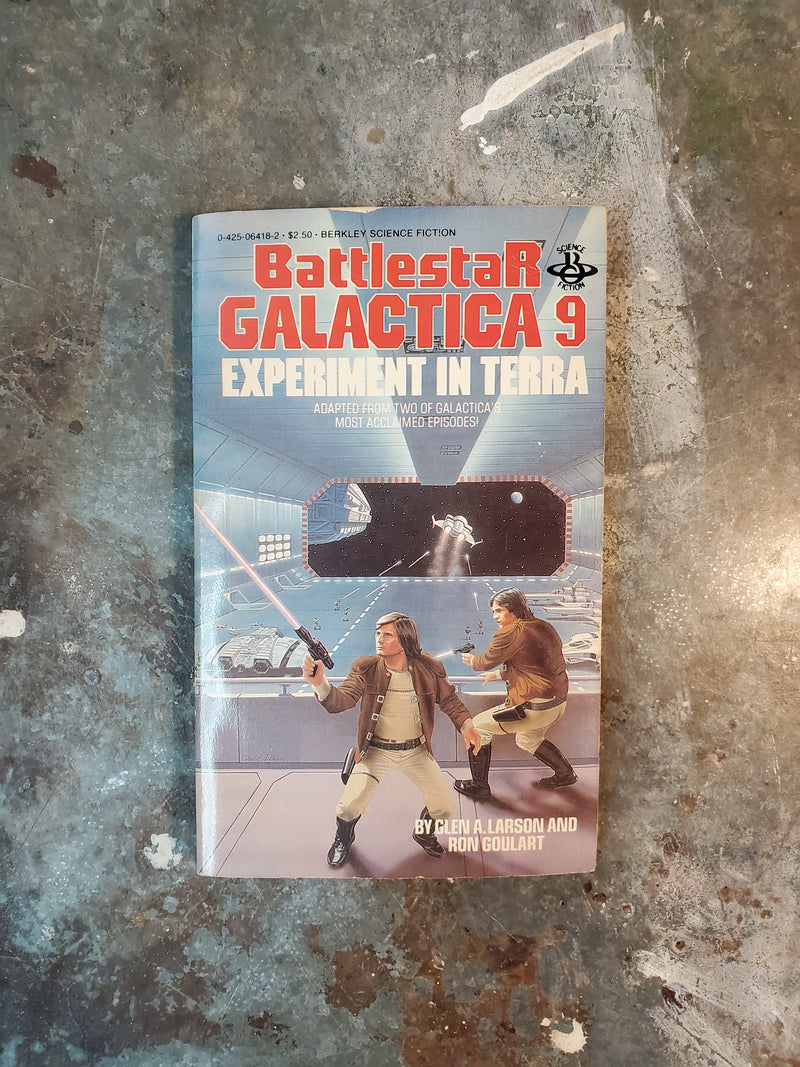 0-425-06418-2 • $2.50 • BERKLEY SCIENCE FICTION
SCIENCE
B
FICTION
BattlestaR
GALACTICA 9
EXPERIMENT IN TERRA
ADAPTED FROM TWO OF GALACTICA'S
MOST ACCLAIMED EPISODES!
BY GLEN A. LARSON AND
RON GOULART